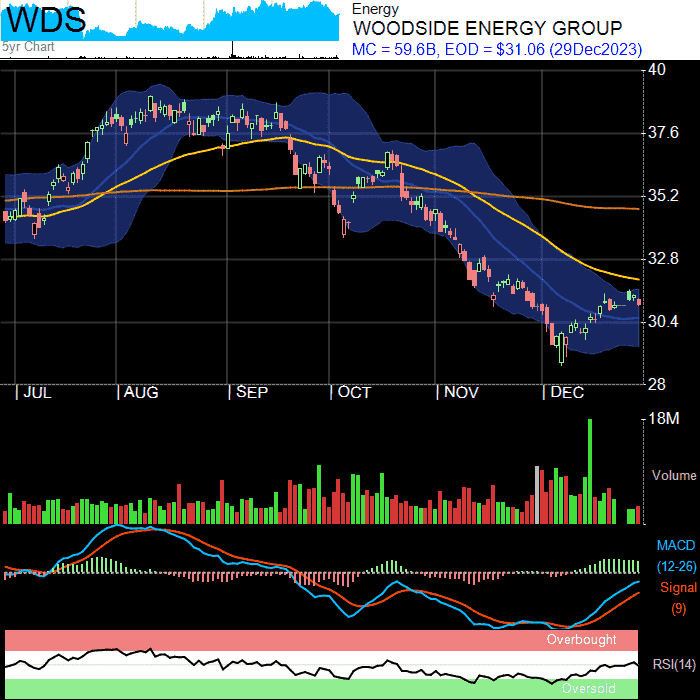 WDS
5yr Chart
Energy
WOODSIDE ENERGY GROUP
MC = 59.6B, EOD = $31.06 (29Dec2023)
40
37.6
35.2
32.8
30.4
28
| JUL | AUG | SEP | OCT | NOV | DEC
18M
Volume
MACD
(12-26)
Signal
(9)
Overbought
RSI(14)
Oversold